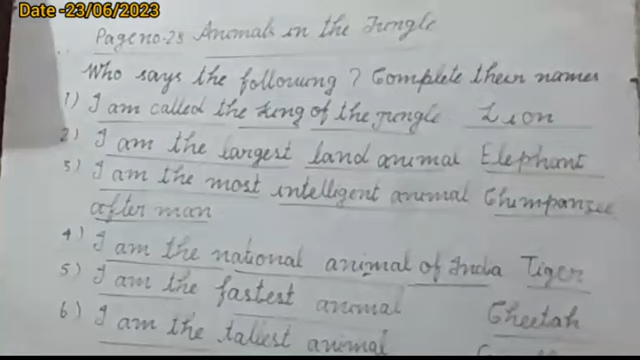 Date -23/06/2023
Page no-23 Animals in the Jungle
Who says the following? Complete their names
1) I am called the king of the jungle. Lion
2) I am the largest land animal Elephant
3) I am the most intelligent animal Chimpanzee
after man
4) I am the national animal of India Tiger
5) I am the fastest animal Cheetah
6) I am the tallest animal